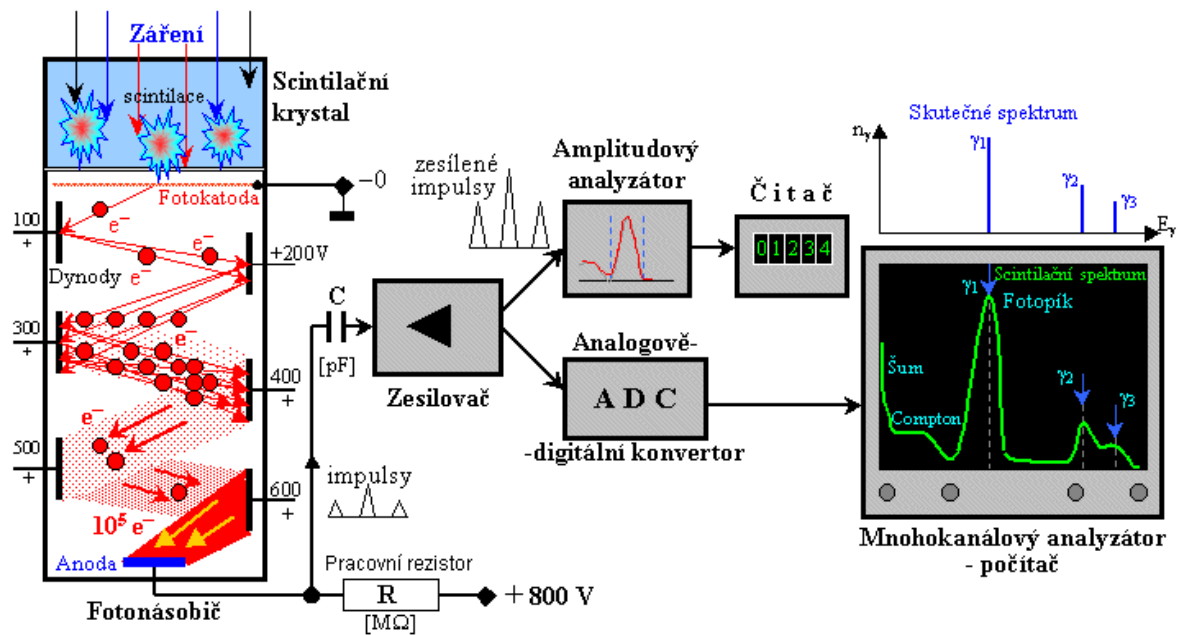 Záření
scintilace
Scintilační
krystal
Fotokatoda
−0
100
+
e⁻
e⁻
+200V
Dynody
e⁻
300
+
e⁻
400
+
e⁻
500
+
600
+
10⁵ e⁻
Anoda
Fotonásobič
impulsy
Pracovní rezistor
R
[MΩ]
+ 800 V
C
[pF]
Zesilovač
zesílené
impulsy
Amplitudový
analyzátor
Čitač
01234
Analogově-
A D C
-digitální konvertor
Skutečné spektrum
nγ
γ1
γ2
γ3
Eγ
Scintilační spektrum
γ1
Fotopík
Šum
γ2
γ3
Compton
Mnohokanálový analyzátor
- počítač